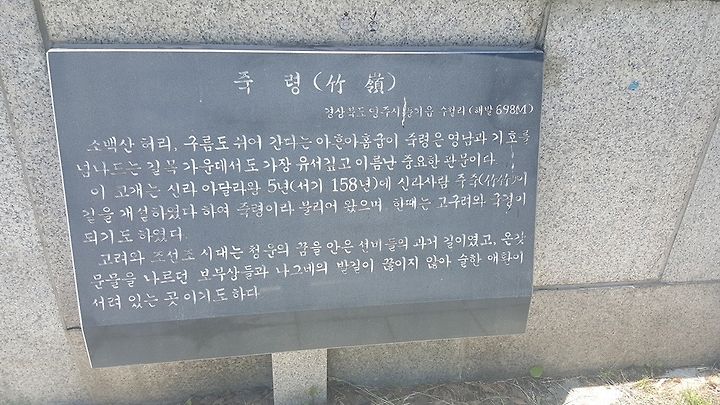 죽 령 (竹 嶺)
경상북도 영주시 풍기읍 수철리 (해발 698M)
소백산 허리, 구름도 쉬어 간다는 아흔아홉굽이 죽령은 영남과 기호를
넘나드는 길목 가운데서도 가장 유서깊고 이름난 중요한 관문이다.
이 고개는 신라 아달라왕 5년(서기 158년)에 신라사람 죽죽(竹竹)이
길을 개설하였다 하여 죽령이라 불리어 왔으며, 한때는 고구려와 국경이
되기도 하였다.
고려와 조선조 시대는 청운의 꿈을 안은 선비들의 과거 길이였고, 온갖
문물을 나르던 보부상들과 나그네의 발길이 끊이지 않아 숱한 애환이
서려 있는 곳이기도 하다